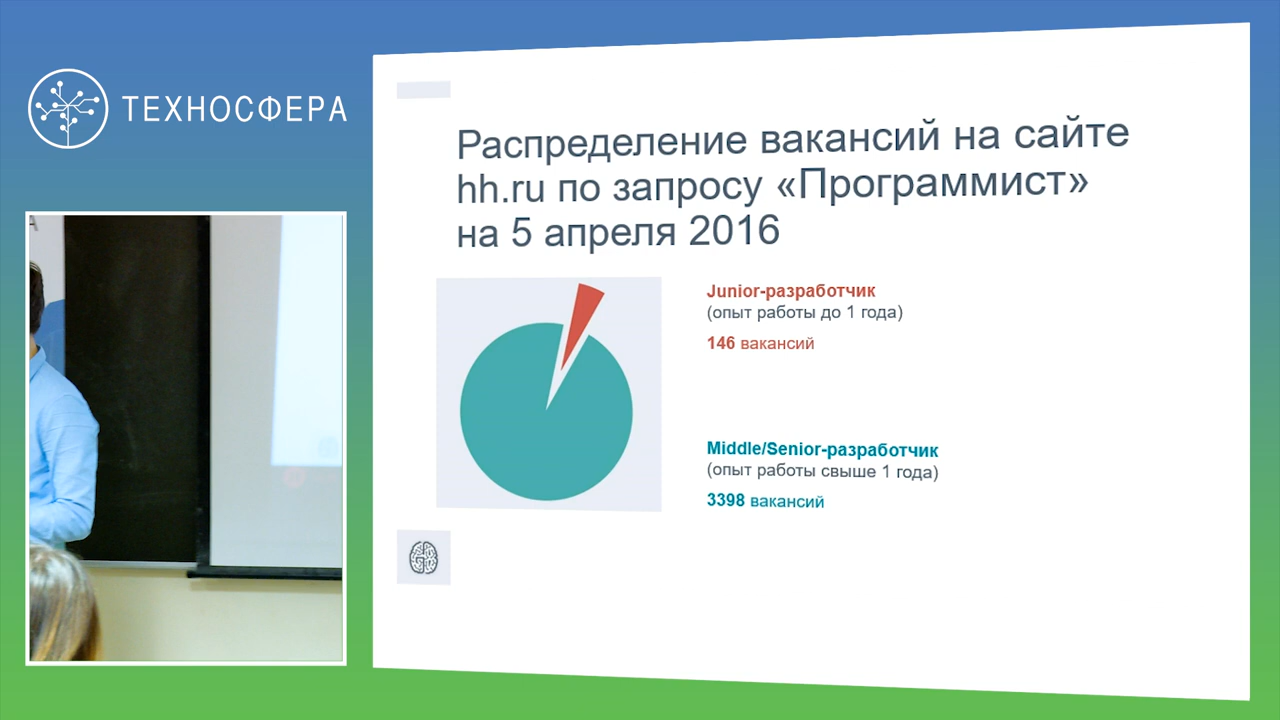 ТЕХНОСФЕРА
Распределение вакансий на сайте
hh.ru по запросу «Программист»
на 5 апреля 2016
Junior-разработчик
(опыт работы до 1 года)
146 вакансий
Middle/Senior-разработчик
(опыт работы свыше 1 года)
3398 вакансий